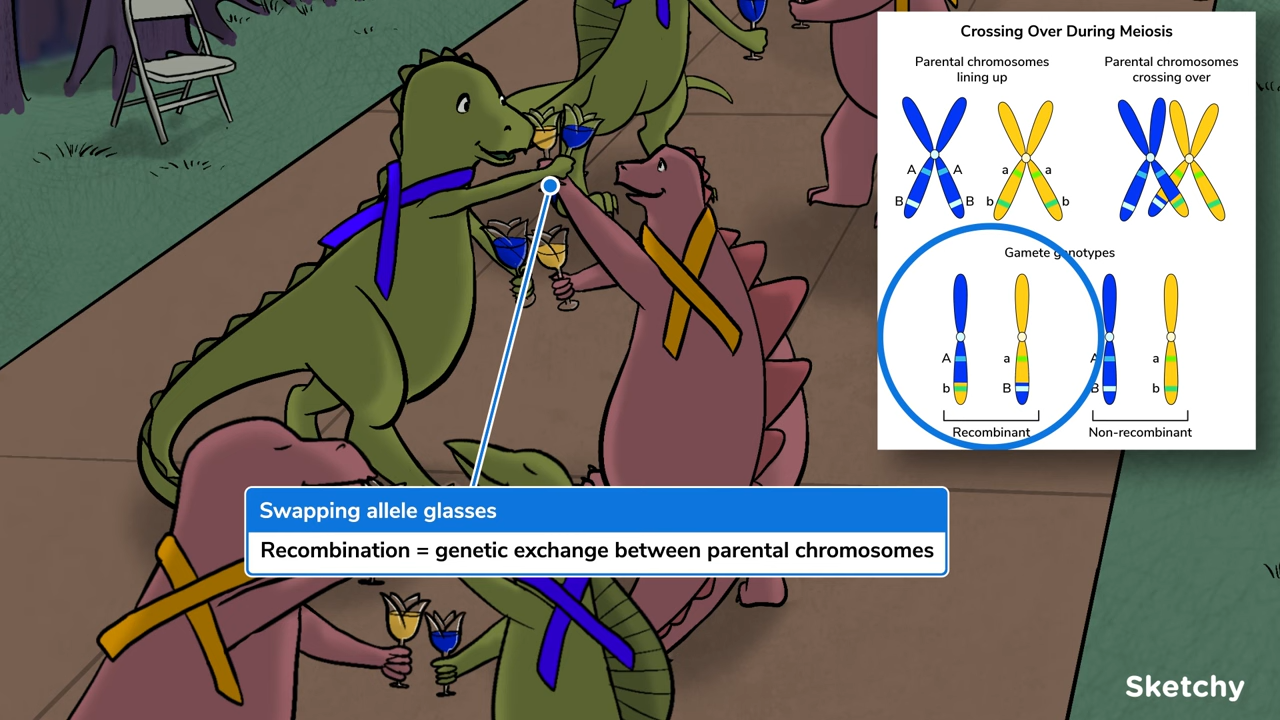 Crossing Over During Meiosis
Parental chromosomes
lining up
Parental chromosomes
crossing over
A A a a
B B b b
Gamete genotypes
A a A a
b B B b
Recombinant Non-recombinant
Swapping allele glasses
Recombination = genetic exchange between parental chromosomes
Sketchy